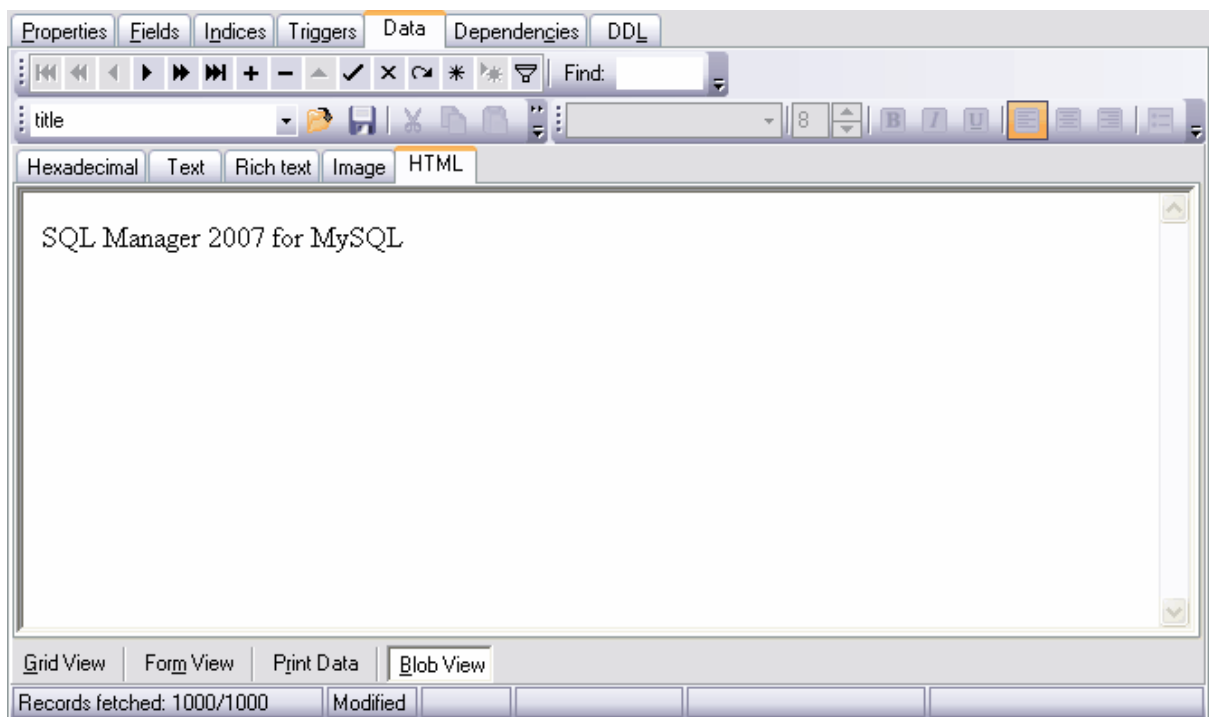 Properties Fields Indices Triggers Data Dependencies DDL
Find:
title 8 B I U
Hexadecimal Text Rich text Image HTML
SQL Manager 2007 for MySQL
Grid View Form View Print Data Blob View
Records fetched: 1000/1000 Modified